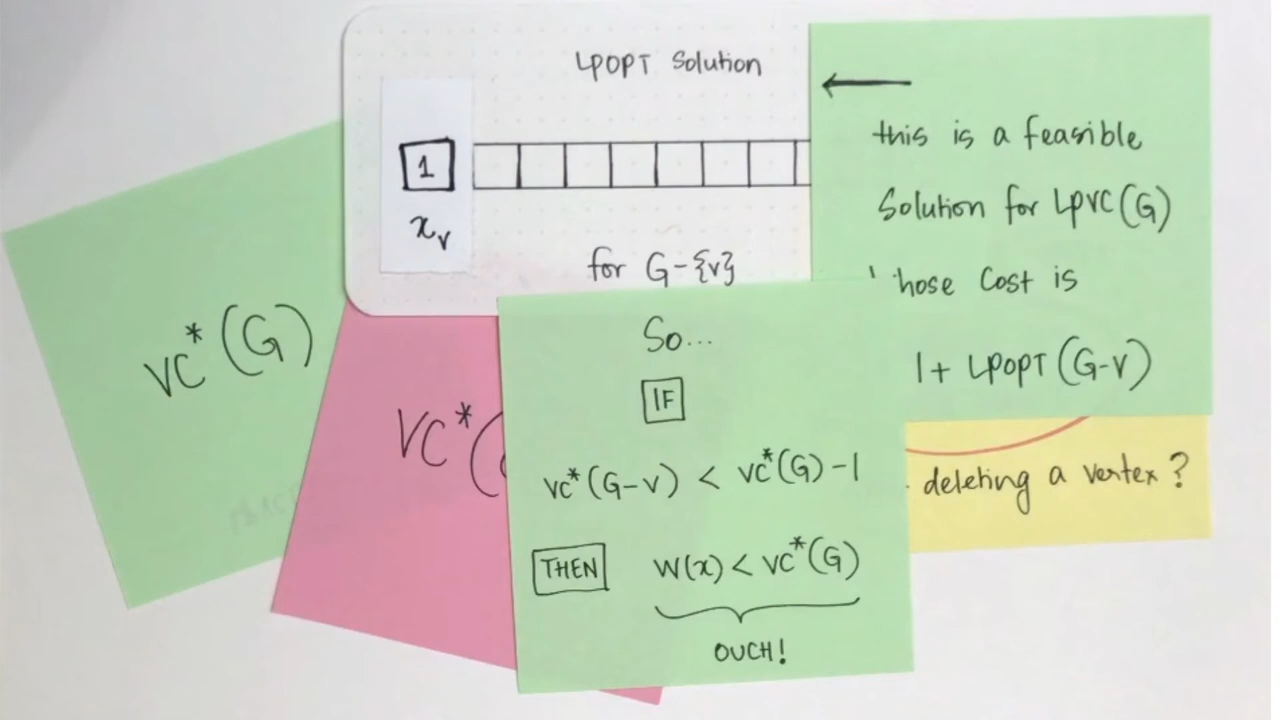 LPOPT Solution
1
x_v
for G-{v}
this is a feasible
Solution for LPVC(G)
hose Cost is
1+ LPOPT(G-v)
VC*(G)
VC*(
So...
IF
VC*(G-v) < VC*(G)-1
THEN W(x) < VC*(G)
OUCH!
deleting a vertex?